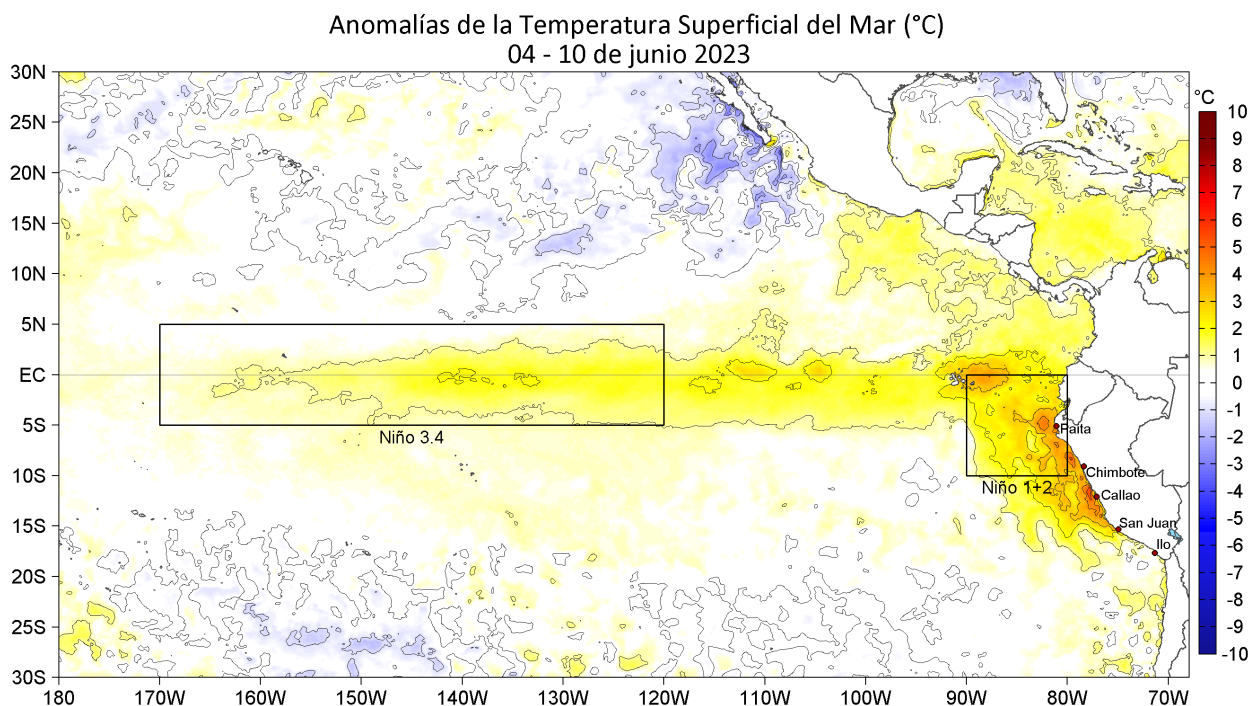 Anomalías de la Temperatura Superficial del Mar (°C)
04 - 10 de junio 2023
30N
25N
20N
15N
10N
5N
EC
5S
10S
15S
20S
25S
30S
180
170W
160W
150W
140W
130W
120W
110W
100W
90W
80W
70W
Niño 3.4
Niño 1+2
Paita
Chimbote
Callao
San Juan
Ilo
°C
10
9
8
7
6
5
4
3
2
1
0
-1
-2
-3
-4
-5
-6
-7
-8
-9
-10